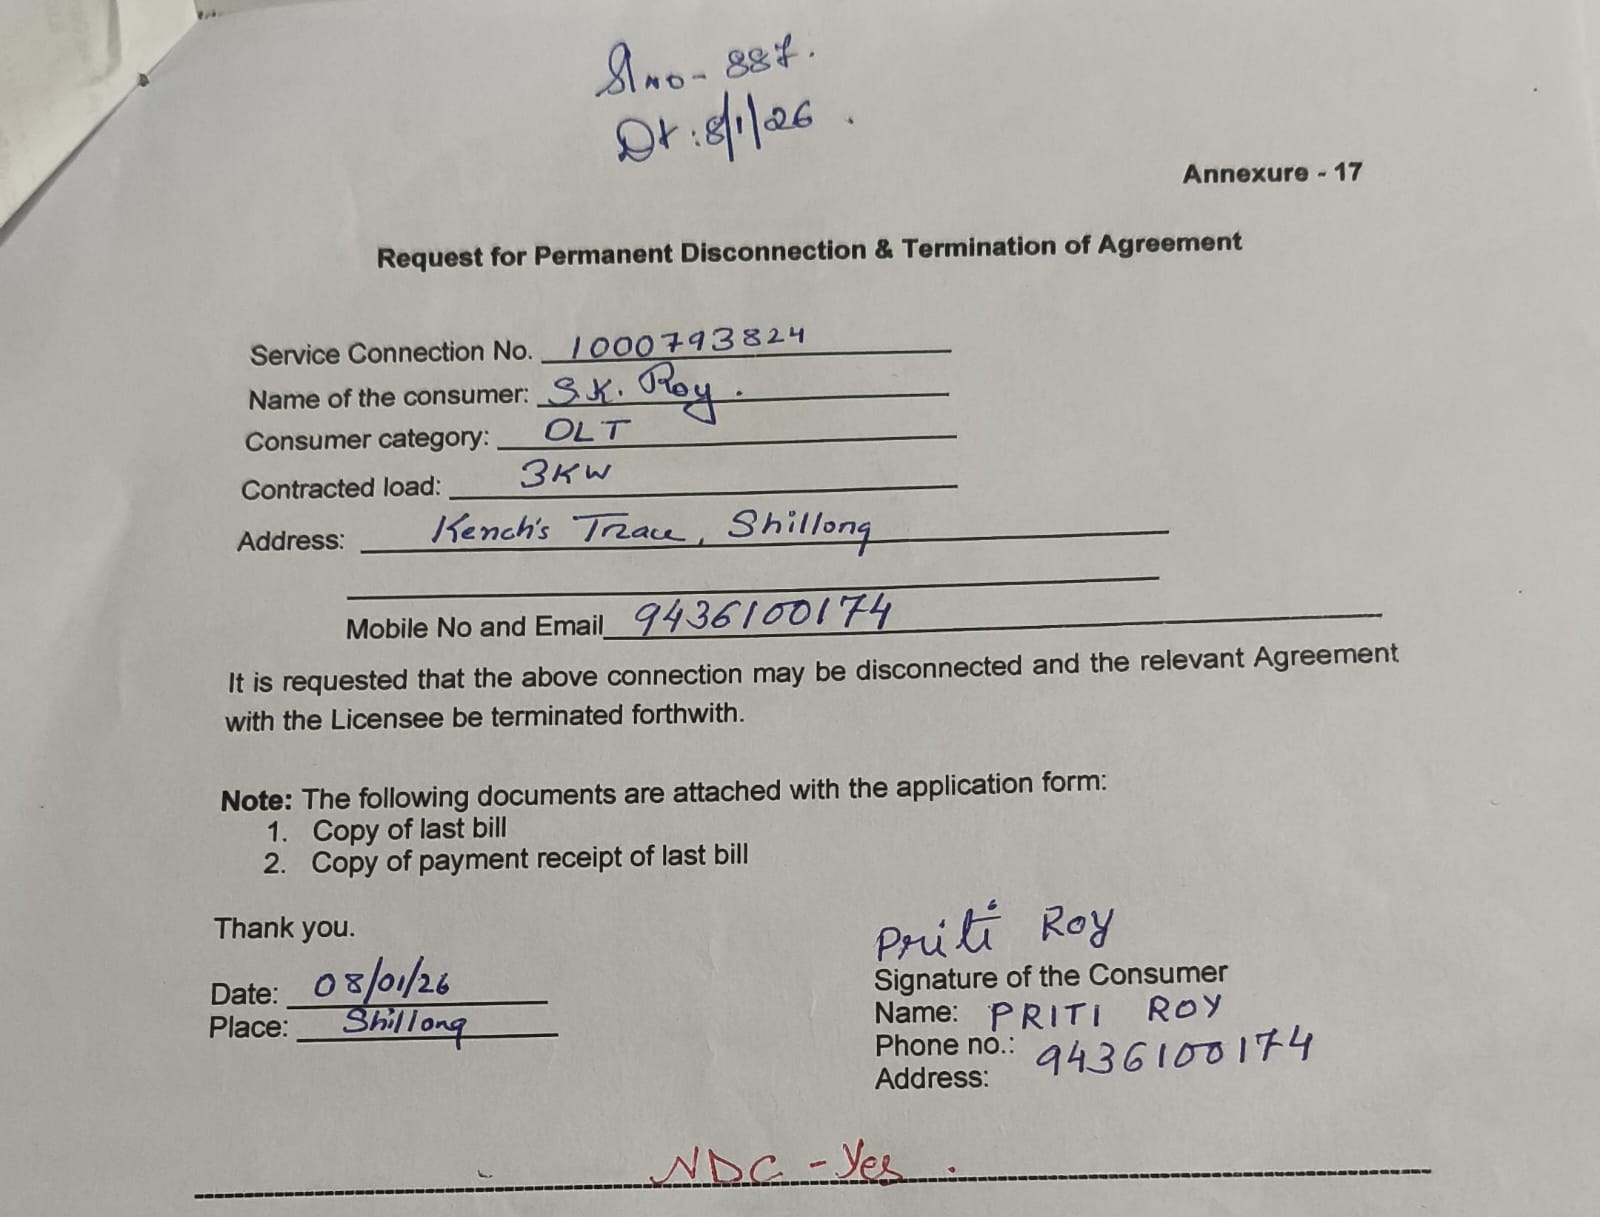 Sl no - 887.
Dt : 8/1/26 .
Annexure - 17
Request for Permanent Disconnection & Termination of Agreement
Service Connection No. 1000793824
Name of the consumer: S.K. Roy .
Consumer category: DLT
Contracted load: 3KW
Address: Kench's Trace, Shillong
Mobile No and Email 9436100174
It is requested that the above connection may be disconnected and the relevant Agreement
with the Licensee be terminated forthwith.
Note: The following documents are attached with the application form:
1. Copy of last bill
2. Copy of payment receipt of last bill
Thank you.
Priti Roy
Signature of the Consumer
Date: 08/01/26
Name: PRITI ROY
Place: Shillong
Phone no.: 9436100174
Address:
NDC - Yes .